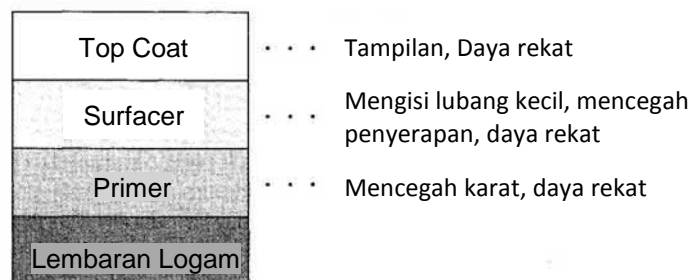 Top Coat . . . Tampilan, Daya rekat
Surfacer . . . Mengisi lubang kecil, mencegah
penyerapan, daya rekat
Primer . . . Mencegah karat, daya rekat
Lembaran Logam